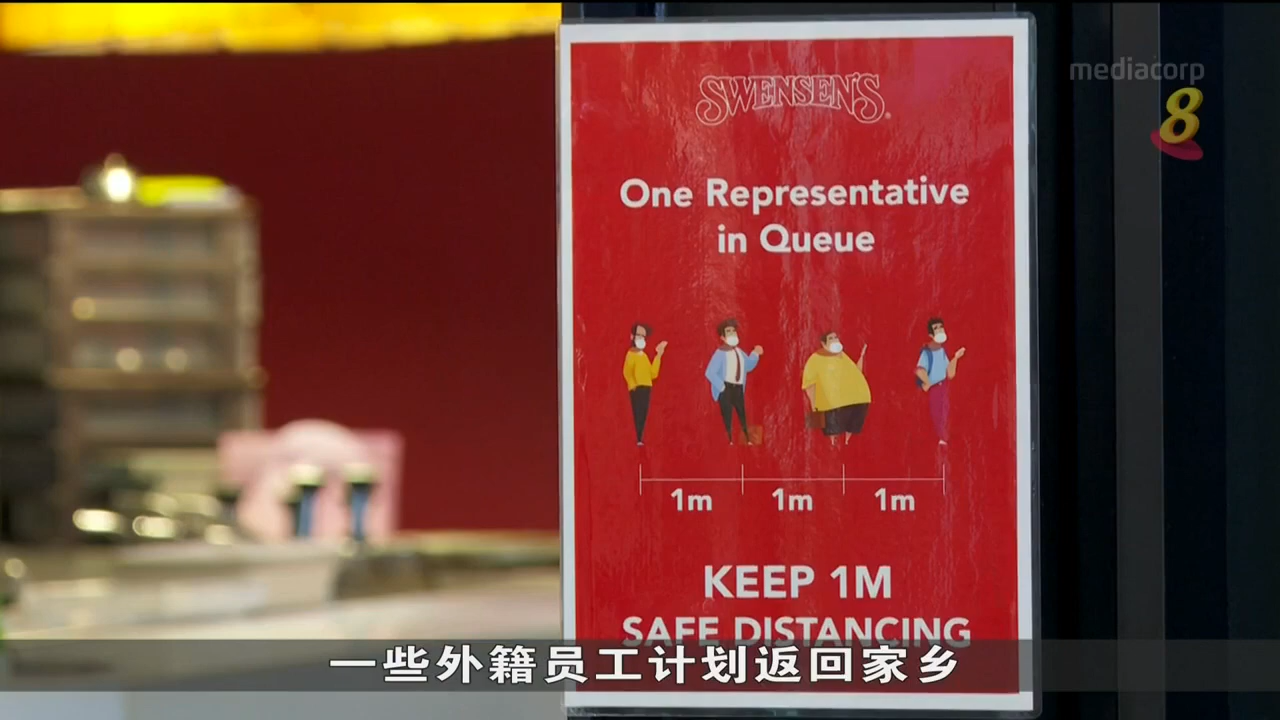 mediacorp
8
SWENSEN'S
One Representative
in Queue
1m 1m 1m
KEEP 1M
SAFE DISTANCING
一些外籍员工计划返回家乡